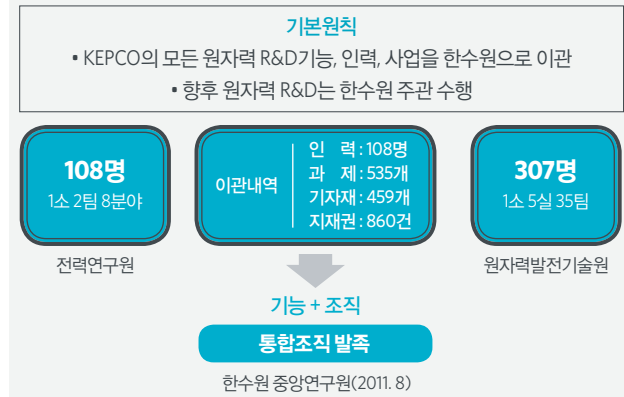 기본원칙
• KEPCO의 모든 원자력 R&D기능, 인력, 사업을 한수원으로 이관
• 향후 원자력 R&D는 한수원 주관 수행
108명
1소 2팀 8분야
전력연구원
이관내역
인 력 : 108명
과 제 : 535개
기자재 : 459개
지재권 : 860건
307명
1소 5실 35팀
원자력발전기술원
기능 + 조직
통합조직 발족
한수원 중앙연구원(2011. 8)